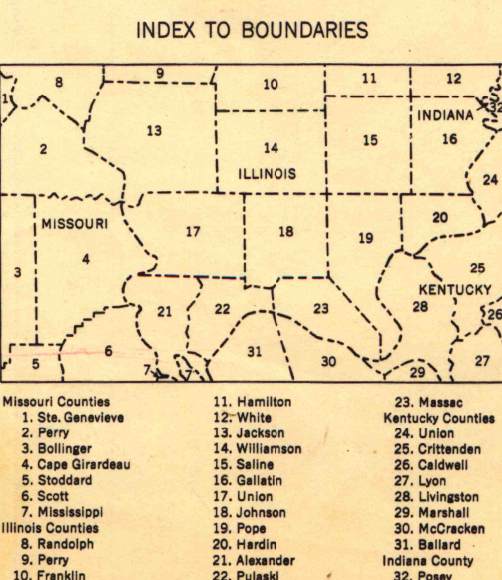 INDEX TO BOUNDARIES
1
8
9
10
11
12
32
INDIANA
2
13
14
15
16
ILLINOIS
24
MISSOURI
20
3
4
17
18
19
25
KENTUCKY
21
22
23
28
26
5
6
7
7
31
30
29
27
Missouri Counties
1. Ste. Genevieve
2. Perry
3. Bollinger
4. Cape Girardeau
5. Stoddard
6. Scott
7. Mississippi
Illinois Counties
8. Randolph
9. Perry
10. Franklin
11. Hamilton
12. White
13. Jackson
14. Williamson
15. Saline
16. Gallatin
17. Union
18. Johnson
19. Pope
20. Hardin
21. Alexander
22. Pulaski
23. Massac
Kentucky Counties
24. Union
25. Crittenden
26. Caldwell
27. Lyon
28. Livingston
29. Marshall
30. McCracken
31. Ballard
Indiana County
32. Posey